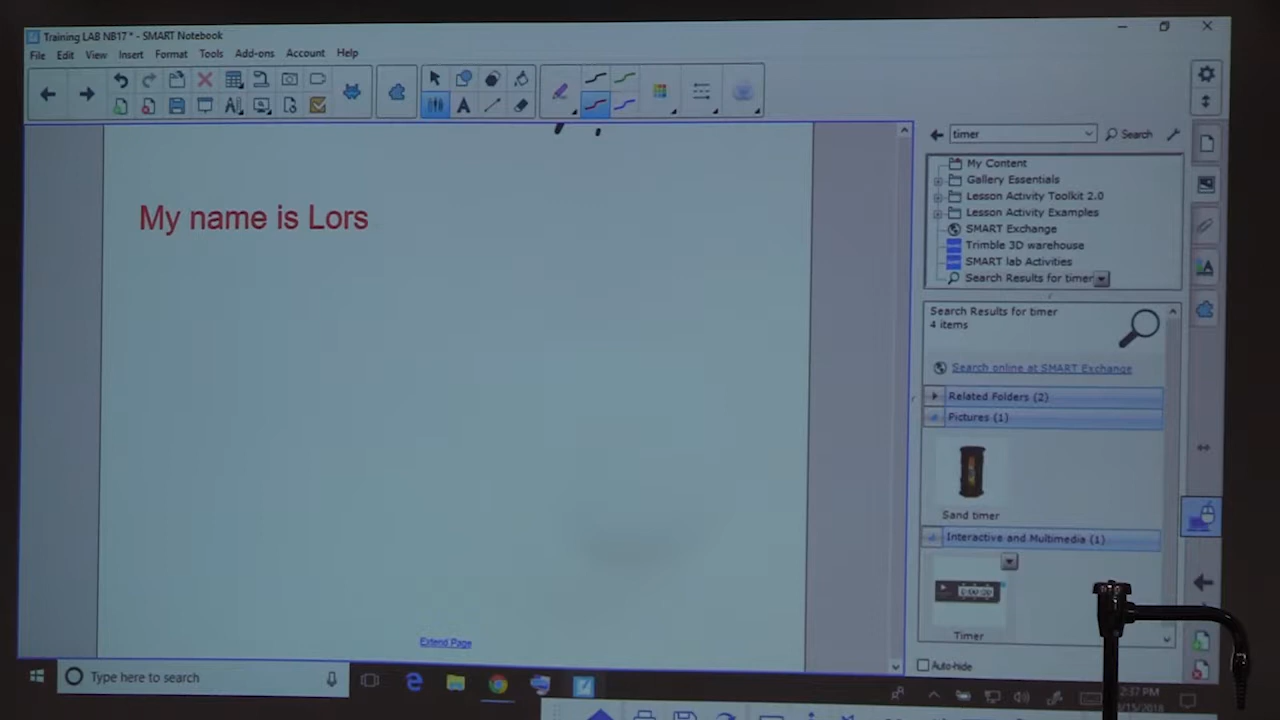 Training LAB NB17 * - SMART Notebook
File Edit View Insert Format Tools Add-ons Account Help
timer
Search
My Content
Gallery Essentials
Lesson Activity Toolkit 2.0
Lesson Activity Examples
SMART Exchange
Trimble 3D warehouse
SMART lab Activities
Search Results for timer
My name is Lors
Search Results for timer
4 items
Search online at SMART Exchange
Related Folders (2)
Pictures (1)
Sand timer
Interactive and Multimedia (1)
Timer
Extend Page
Auto-hide
Type here to search
2:37 PM